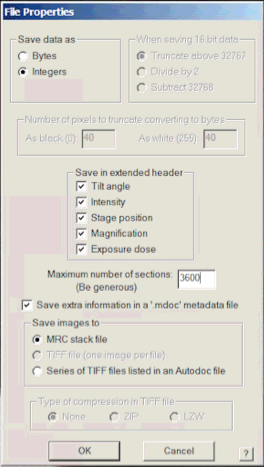 File Properties
Save data as
Bytes
Integers
When saving 16 bit data
Truncate above 32767
Divide by 2
Subtract 32768
Number of pixels to truncate converting to bytes
As black (0): 40 As white (255): 40
Save in extended header
Tilt angle
Intensity
Stage position
Magnification
Exposure dose
Maximum number of sections: 3600
(Be generous)
Save extra information in a '.mdoc' metadata file
Save images to
MRC stack file
TIFF file (one image per file)
Series of TIFF files listed in an Autodoc file
Type of compression in TIFF file
None ZIP LZW
OK Cancel ?